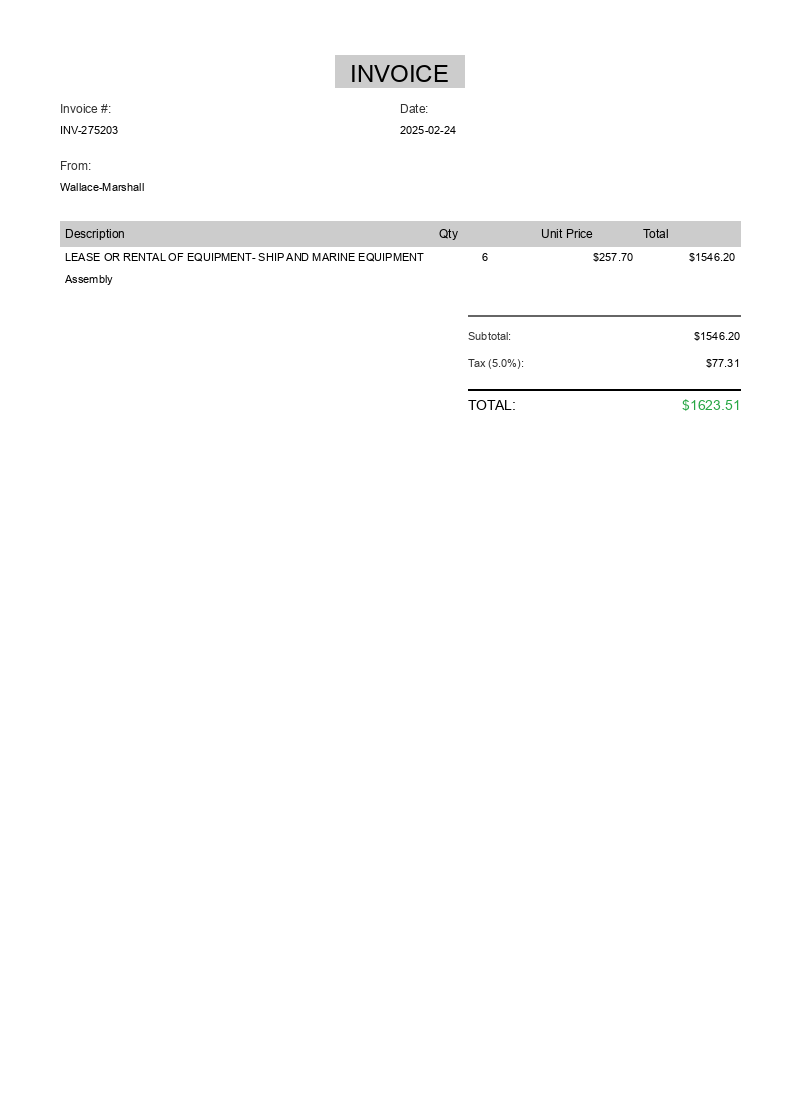 INVOICE
Invoice #: Date:
INV-275203 2025-02-24
From:
Wallace-Marshall
Description Qty Unit Price Total
LEASE OR RENTAL OF EQUIPMENT- SHIP AND MARINE EQUIPMENT 6 $257.70 $1546.20
Assembly
Subtotal: $1546.20
Tax (5.0%): $77.31
TOTAL: $1623.51